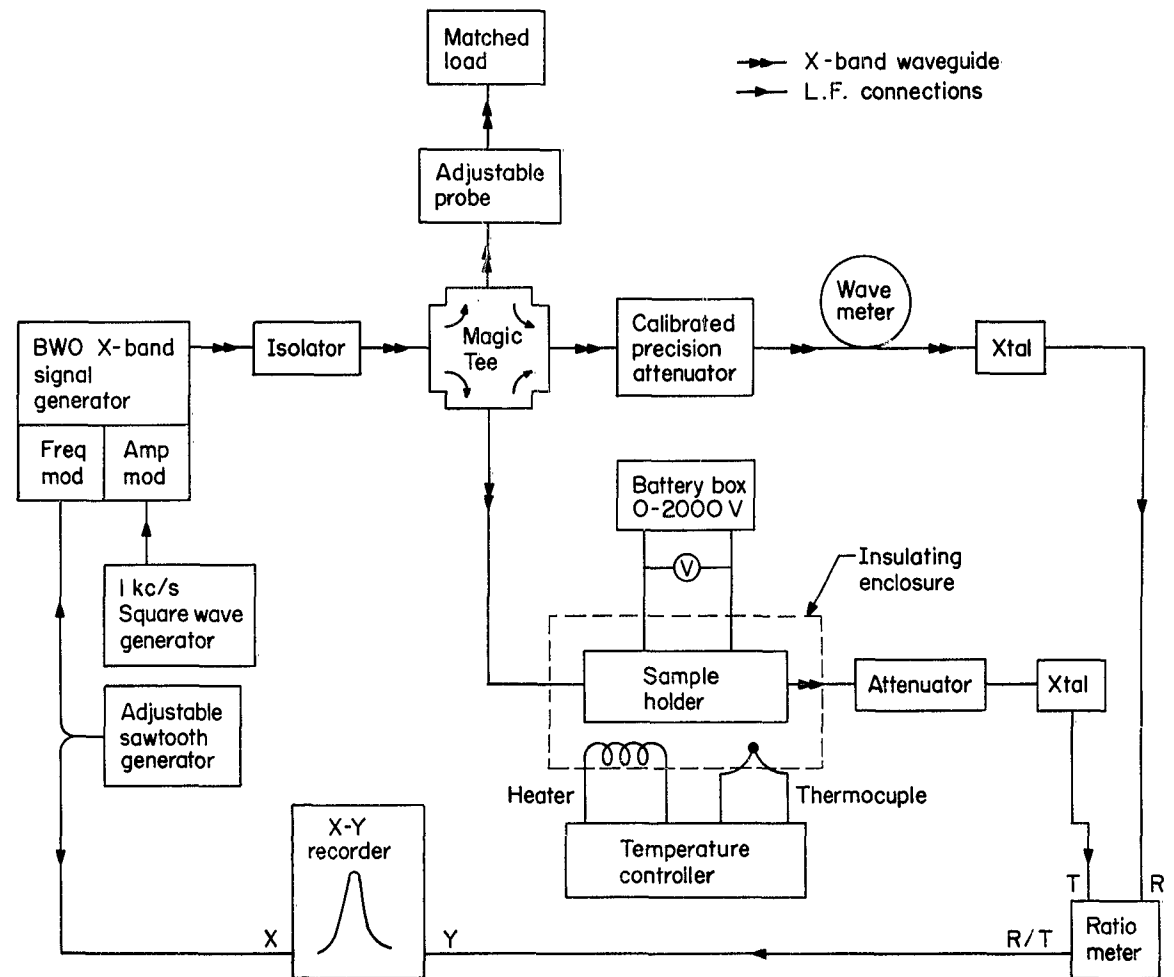 Matched
load
X-band waveguide
L.F. connections
Adjustable
probe
BWO X-band
signal
generator
Freq
mod
Amp
mod
Isolator
Magic
Tee
Calibrated
precision
attenuator
Wave
meter
Xtal
Battery box
0-2000 V
V
Insulating
enclosure
1 kc/s
Square wave
generator
Sample
holder
Attenuator
Xtal
Adjustable
sawtooth
generator
Heater
Thermocuple
X-Y
recorder
Temperature
controller
T
R
X
Y
R/T
Ratio
meter